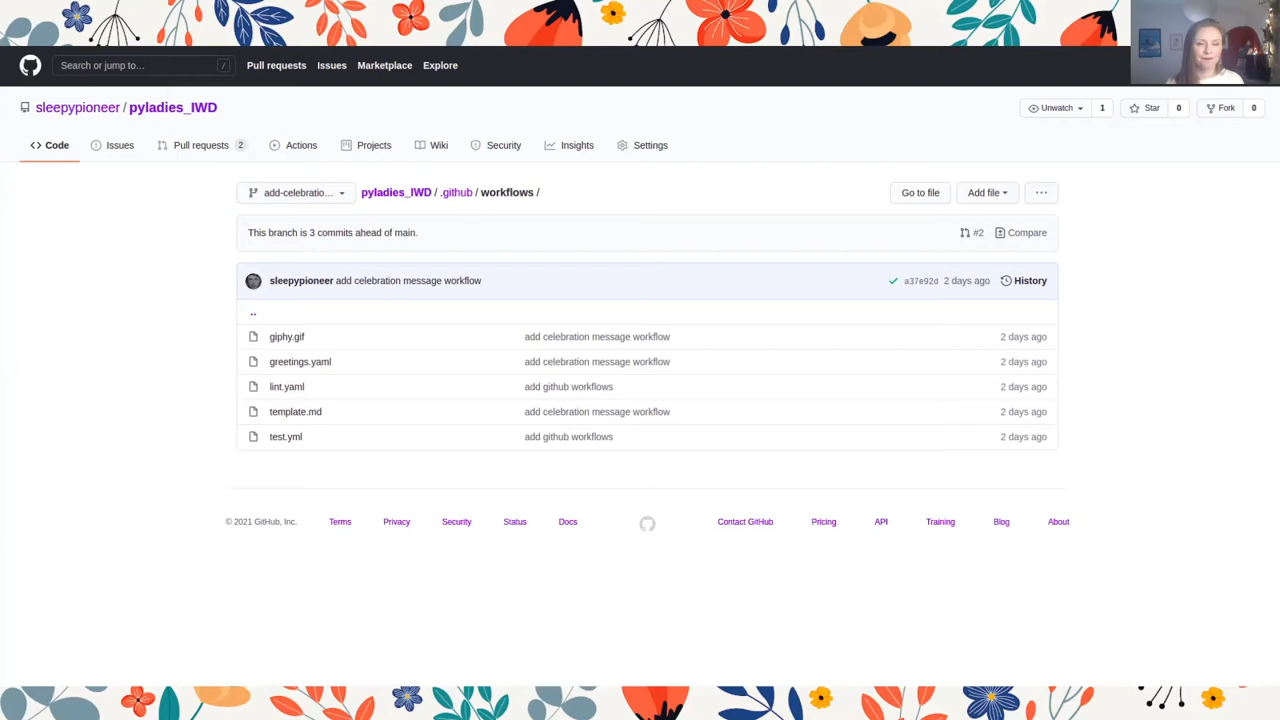 Search or jump to… / Pull requests Issues Marketplace Explore
sleepypioneer / pyladies_IWD Unwatch 1 Star 0 Fork 0
Code Issues Pull requests 2 Actions Projects Wiki Security Insights Settings
add-celebratio… pyladies_IWD / .github / workflows / Go to file Add file ...
This branch is 3 commits ahead of main. #2 Compare
sleepypioneer add celebration message workflow a37e92d 2 days ago History
..
giphy.gif add celebration message workflow 2 days ago
greetings.yaml add celebration message workflow 2 days ago
lint.yaml add github workflows 2 days ago
template.md add celebration message workflow 2 days ago
test.yml add github workflows 2 days ago
© 2021 GitHub, Inc. Terms Privacy Security Status Docs Contact GitHub Pricing API Training Blog About